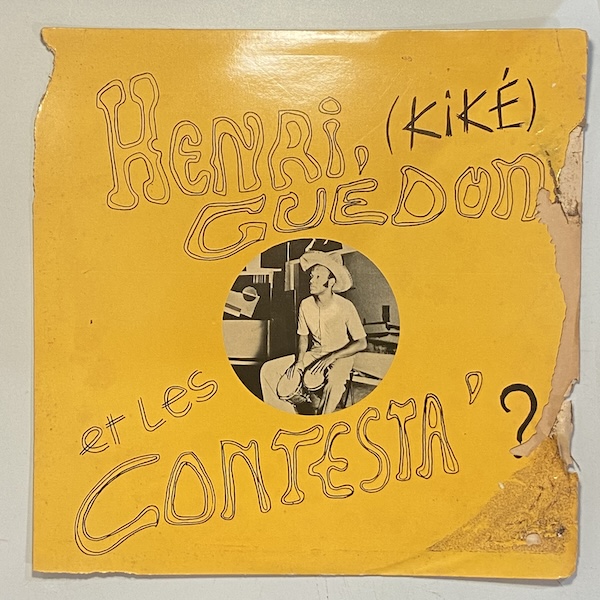 HENRI, (KiKÉ)
GUÉDON
et LES
CONTESTA'?